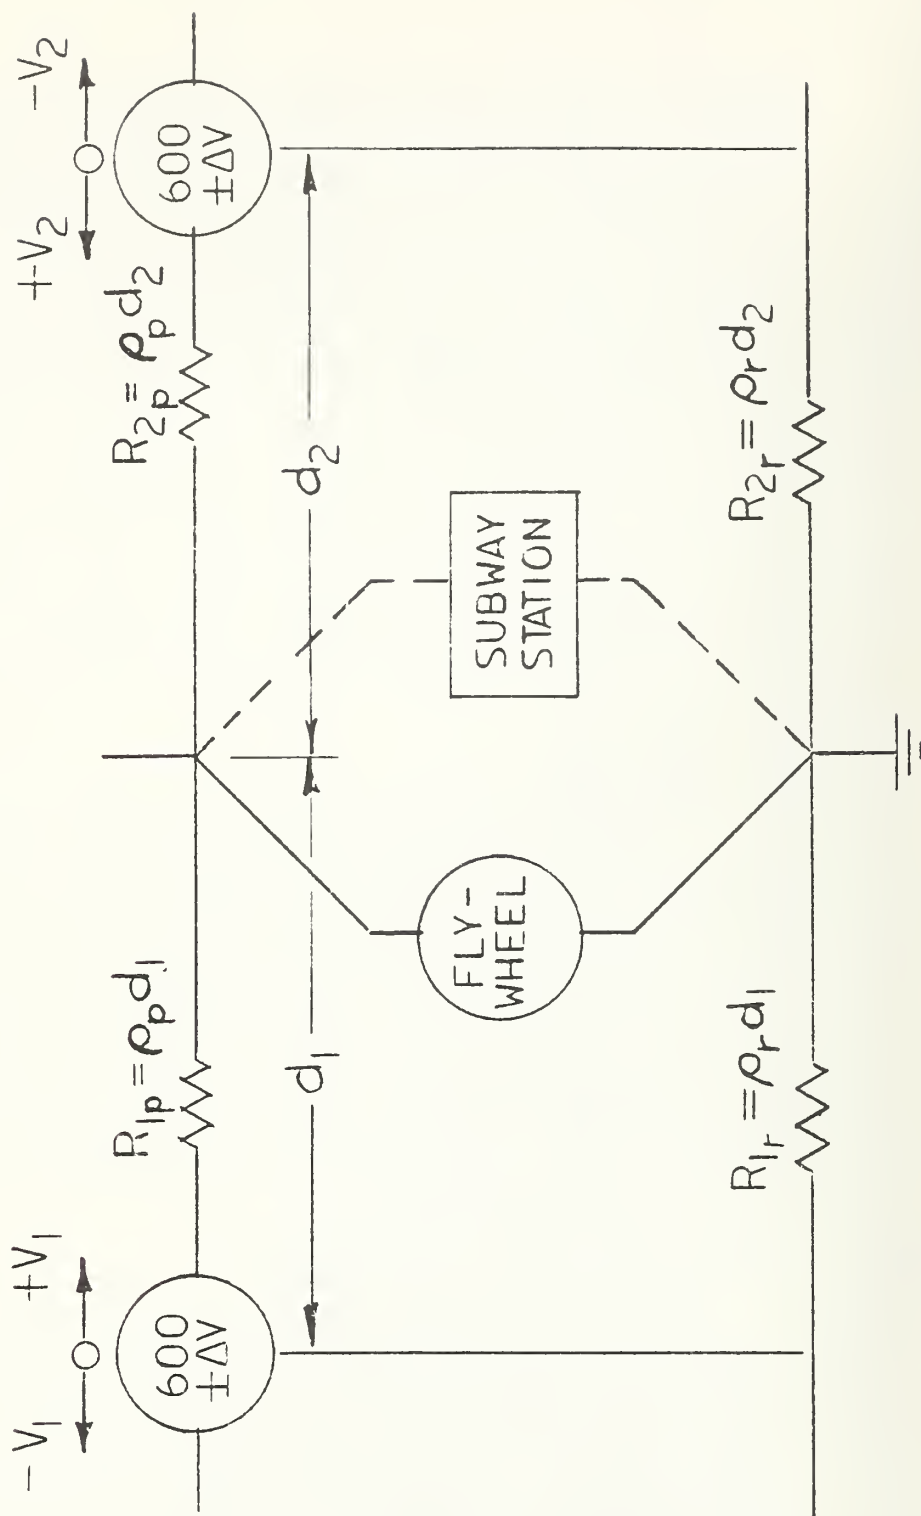 -V₁ +V₁
+V₂ -V₂
600
±ΔV
600
±ΔV
R₁ₚ = ρₚd₁
R₂ₚ = ρₚd₂
d₁
d₂
FLY-
WHEEL
SUBWAY
STATION
R₁ᵣ = ρᵣd₁
R₂ᵣ = ρᵣd₂